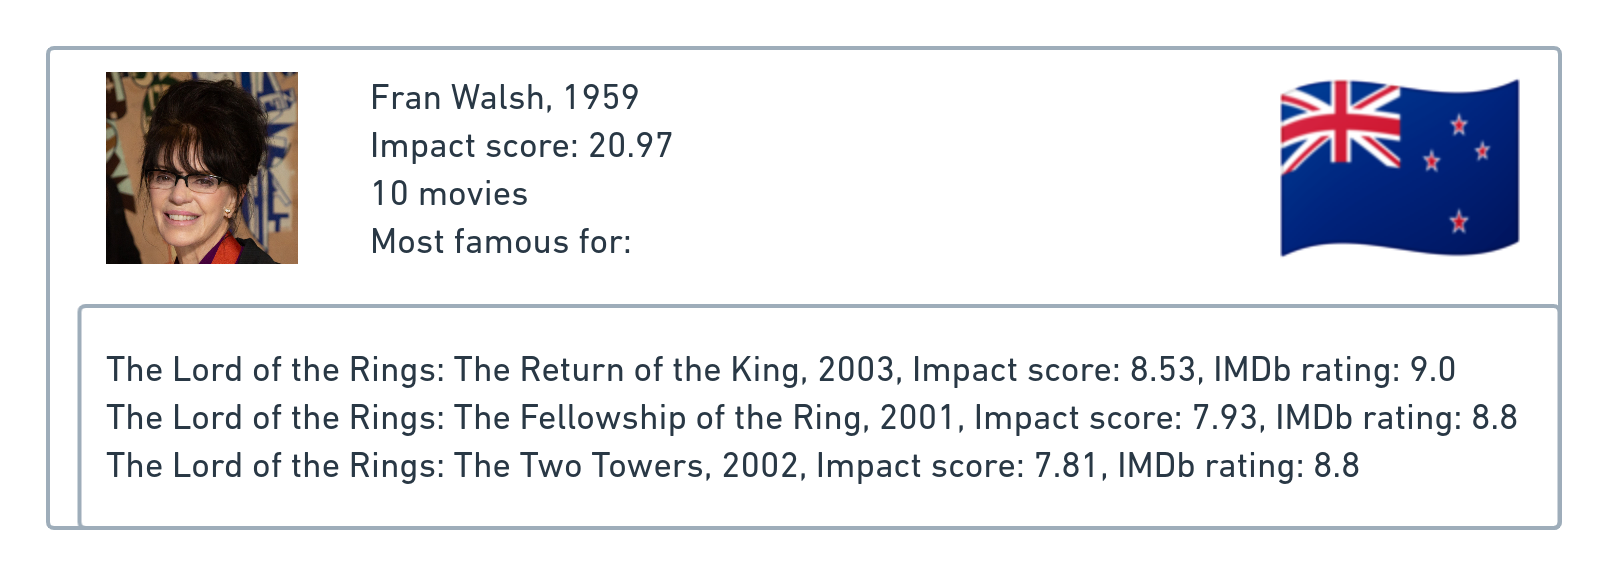 Fran Walsh, 1959
Impact score: 20.97
10 movies
Most famous for:
The Lord of the Rings: The Return of the King, 2003, Impact score: 8.53, IMDb rating: 9.0
The Lord of the Rings: The Fellowship of the Ring, 2001, Impact score: 7.93, IMDb rating: 8.8
The Lord of the Rings: The Two Towers, 2002, Impact score: 7.81, IMDb rating: 8.8